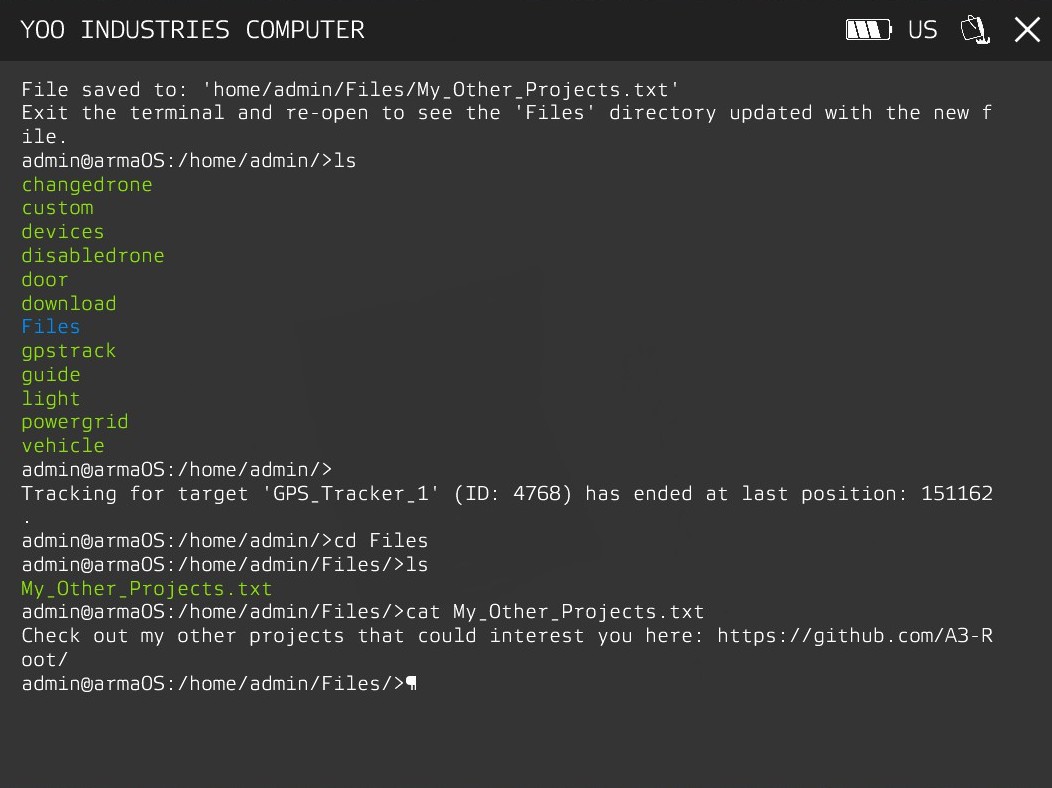 YOO INDUSTRIES COMPUTER US
File saved to: 'home/admin/Files/My_Other_Projects.txt'
Exit the terminal and re-open to see the 'Files' directory updated with the new f
ile.
admin@armaOS:/home/admin/>ls
changedrone
custom
devices
disabledrone
door
download
Files
gpstrack
guide
light
powergrid
vehicle
admin@armaOS:/home/admin/>
Tracking for target 'GPS_Tracker_1' (ID: 4768) has ended at last position: 151162
.
admin@armaOS:/home/admin/>cd Files
admin@armaOS:/home/admin/Files/>ls
My_Other_Projects.txt
admin@armaOS:/home/admin/Files/>cat My_Other_Projects.txt
Check out my other projects that could interest you here: https://github.com/A3-R
oot/
admin@armaOS:/home/admin/Files/>¶